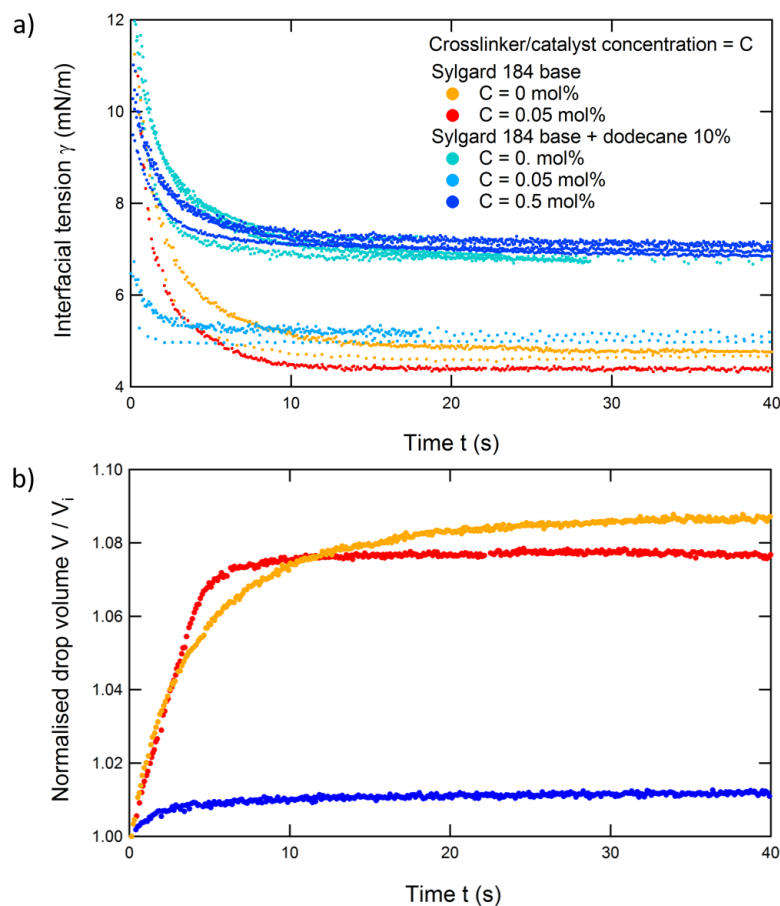 a)
12
10
8
6
4
Interfacial tension γ (mN/m)
Crosslinker/catalyst concentration = C
Sylgard 184 base
C = 0 mol%
C = 0.05 mol%
Sylgard 184 base + dodecane 10%
C = 0. mol%
C = 0.05 mol%
C = 0.5 mol%
0 10 20 30 40
Time t (s)
b)
1.10
1.08
1.06
1.04
1.02
1.00
Normalised drop volume V / Vi
0 10 20 30 40
Time t (s)